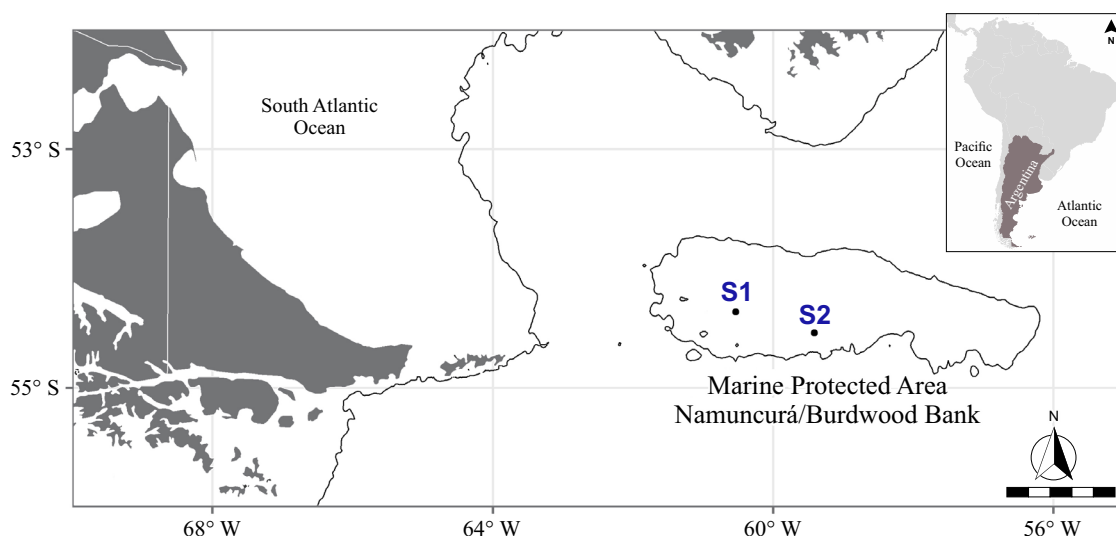 South Atlantic
Ocean
53° S
55° S
S1
S2
Marine Protected Area
Namuncurá/Burdwood Bank
N
68° W
64° W
60° W
56° W
N
Pacific
Ocean
Argentina
Atlantic
Ocean